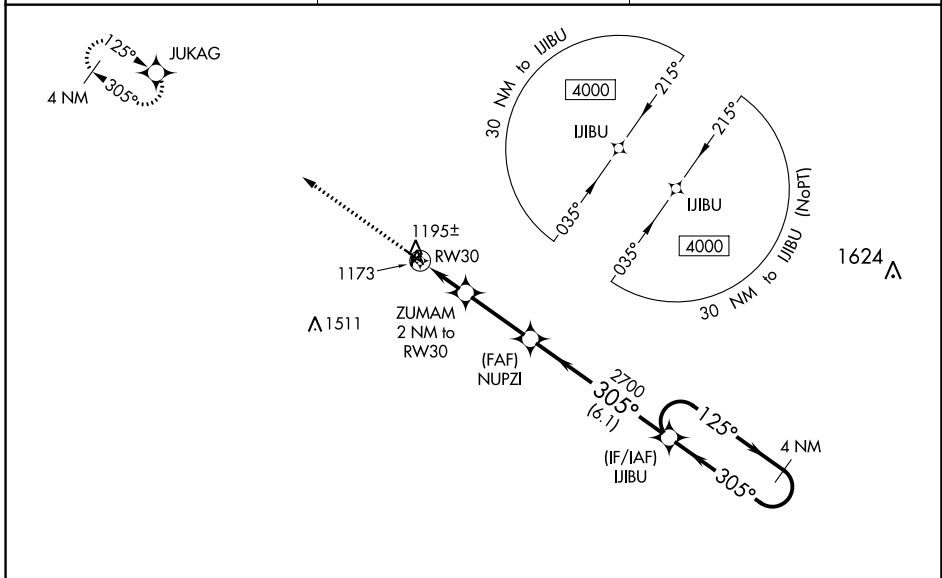 JUKAG
125°
305°
4 NM
30 NM to IJIBU
4000
215°
IJIBU
035°
215°
IJIBU
035°
4000
30 NM to IJIBU (NoPT)
1624
1195±
RW30
1173
1511
ZUMAM
2 NM to
RW30
(FAF)
NUPZI
2700
305°
(6.1)
(IF/IAF)
IJIBU
125°
4 NM
305°